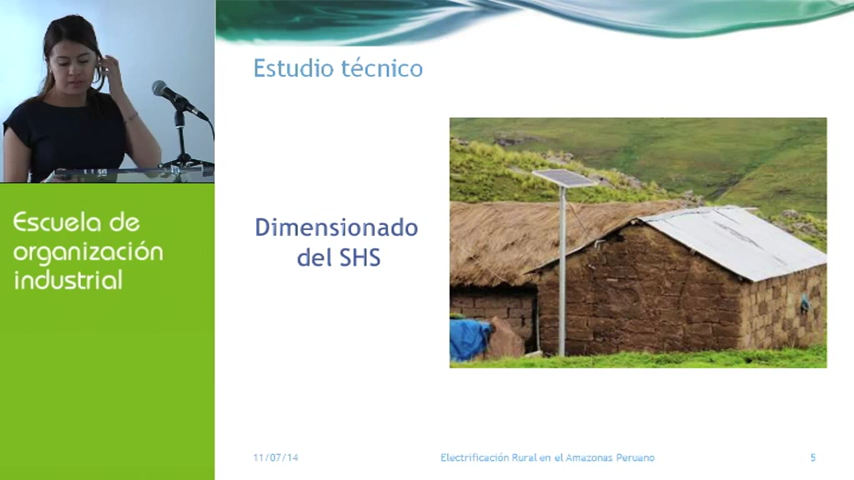 Estudio técnico
Dimensionado
del SHS
Escuela de
organización
industrial
11/07/14
Electrificación Rural en el Amazonas Peruano
5